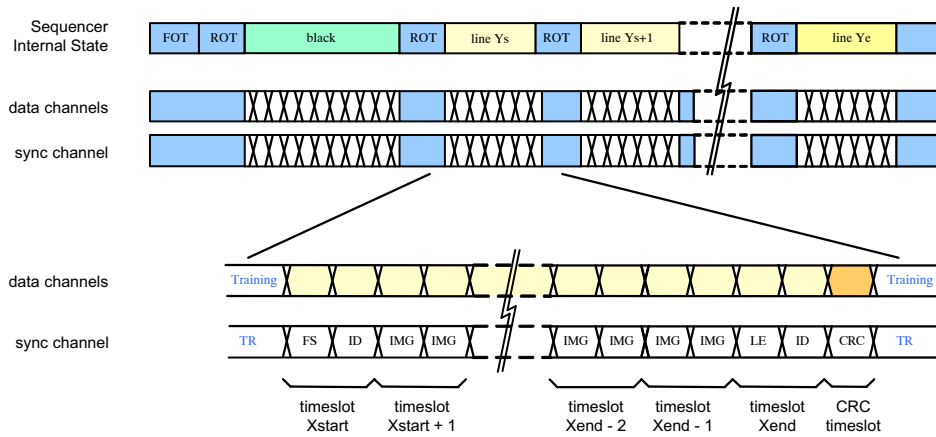 Sequencer
Internal State
FOT ROT black ROT line Ys ROT line Ys+1 ROT line Ye
data channels
sync channel
data channels
Training Training
sync channel
TR FS ID IMG IMG IMG IMG IMG IMG LE ID CRC TR
timeslot timeslot timeslot timeslot timeslot CRC
Xstart Xstart + 1 Xend - 2 Xend - 1 Xend timeslot